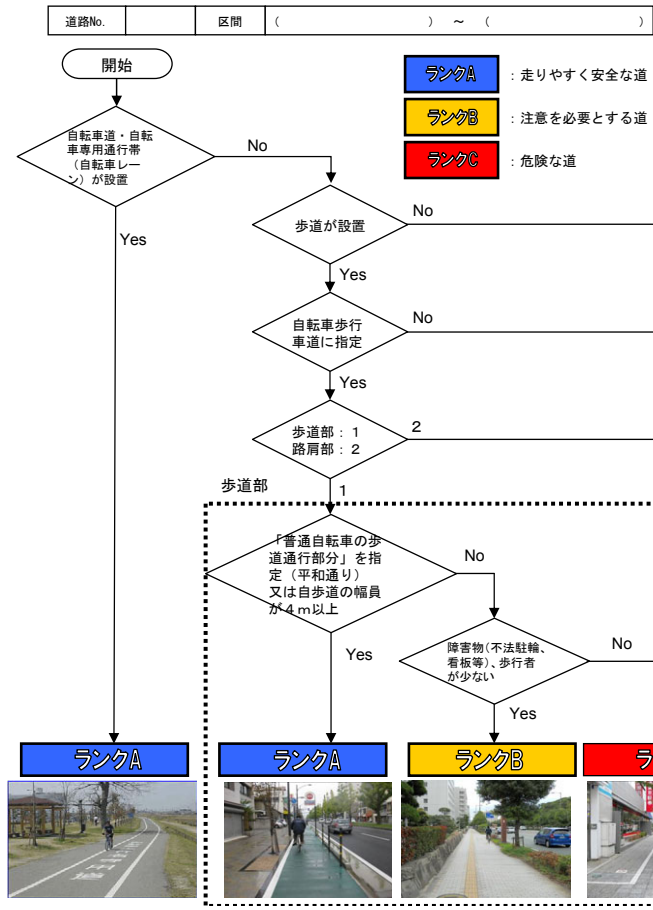 道路No.
区間
（　　　　　　　　　　　）　～　（　　　　　　　　　　　）
開始
ランクA
：走りやすく安全な道
ランクB
：注意を必要とする道
ランクC
：危険な道
自転車道・自転
車専用通行帯
（自転車レー
ン）が設置
No
Yes
歩道が設置
No
Yes
自転車歩行
車道に指定
No
Yes
歩道部：１
路肩部：２
2
1
歩道部
「普通自転車の歩
道通行部分」を指
定（平和通り）
又は自歩道の幅員
が４ｍ以上
No
Yes
障害物(不法駐輪、
看板等)、歩行者
が少ない
No
Yes
ランクA
ランクA
ランクB
ラ